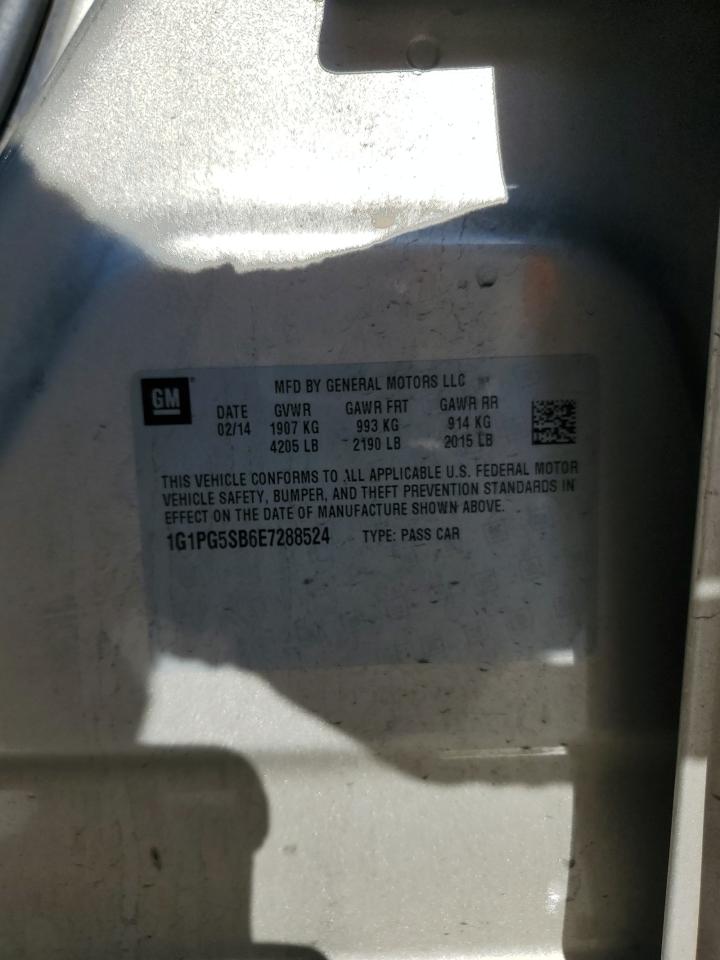 GM
MFD BY GENERAL MOTORS LLC
DATE GVWR GAWR FRT GAWR RR
02/14 1907 KG 993 KG 914 KG
4205 LB 2190 LB 2015 LB
THIS VEHICLE CONFORMS TO ALL APPLICABLE U.S. FEDERAL MOTOR
VEHICLE SAFETY, BUMPER, AND THEFT PREVENTION STANDARDS IN
EFFECT ON THE DATE OF MANUFACTURE SHOWN ABOVE.
1G1PG5SB6E7288524 TYPE: PASS CAR